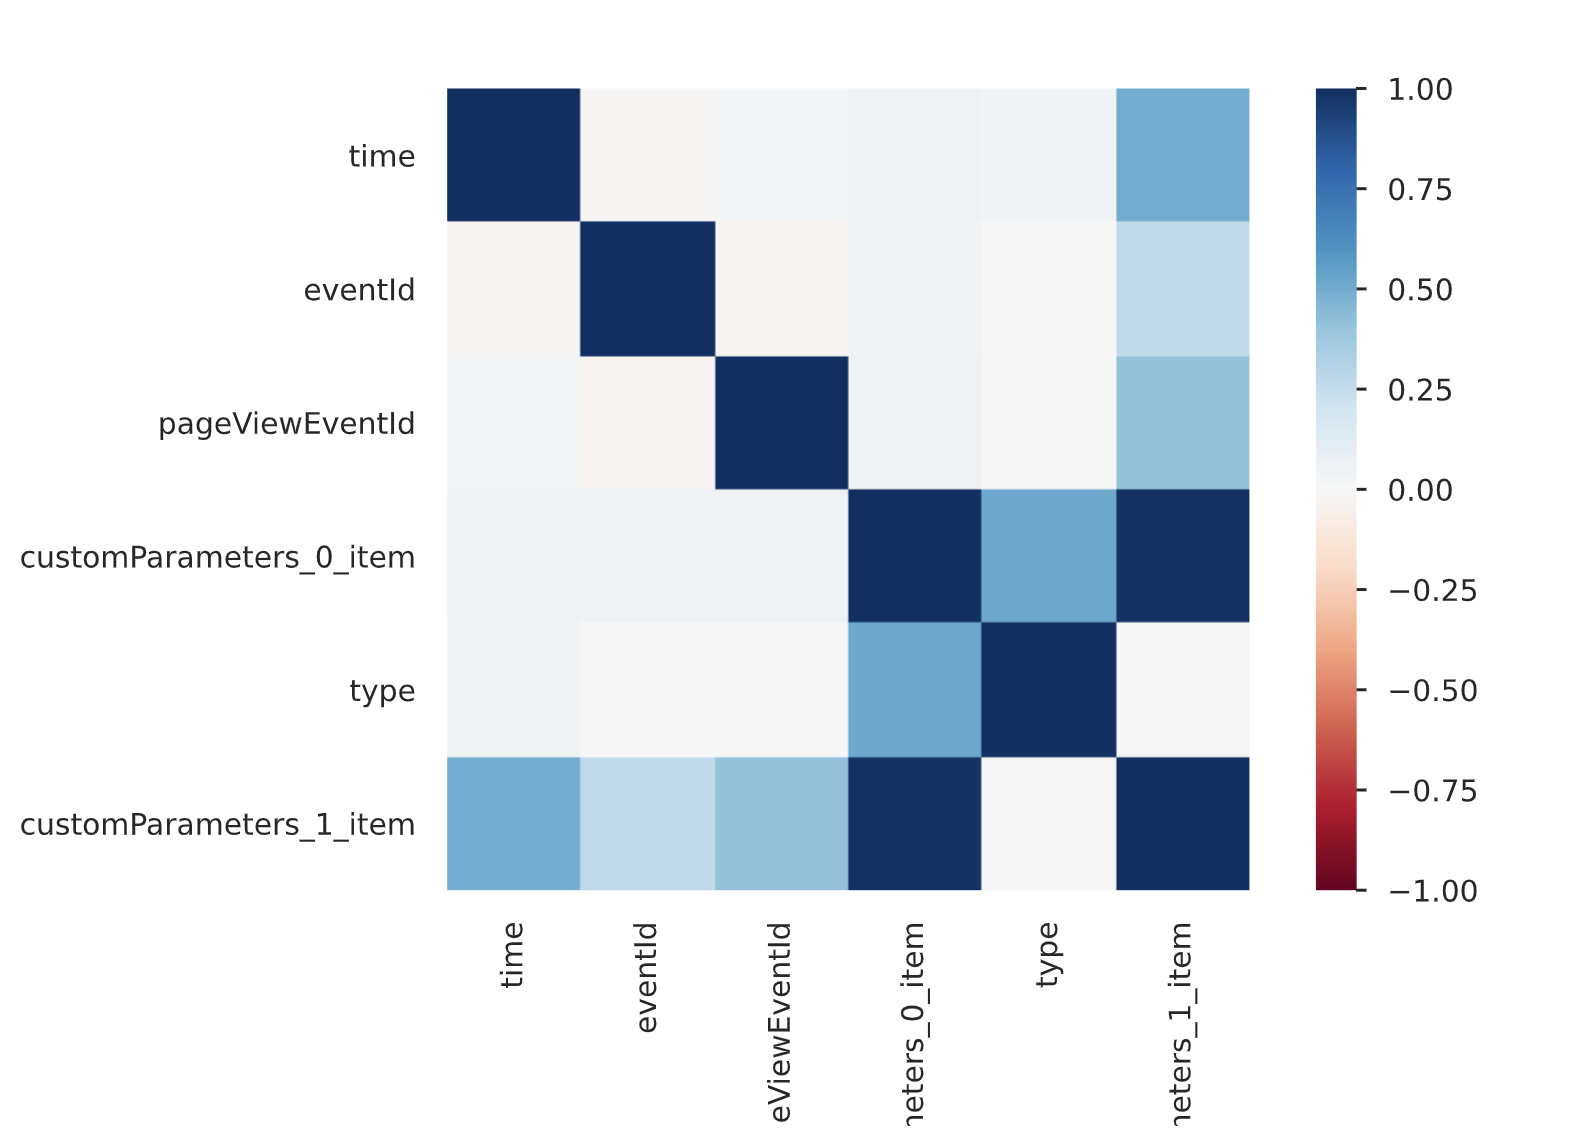 time
eventId
pageViewEventId
customParameters_0_item
type
customParameters_1_item
1.00
0.75
0.50
0.25
0.00
−0.25
−0.50
−0.75
−1.00
time
eventId
eViewEventId
meters_0_item
type
meters_1_item